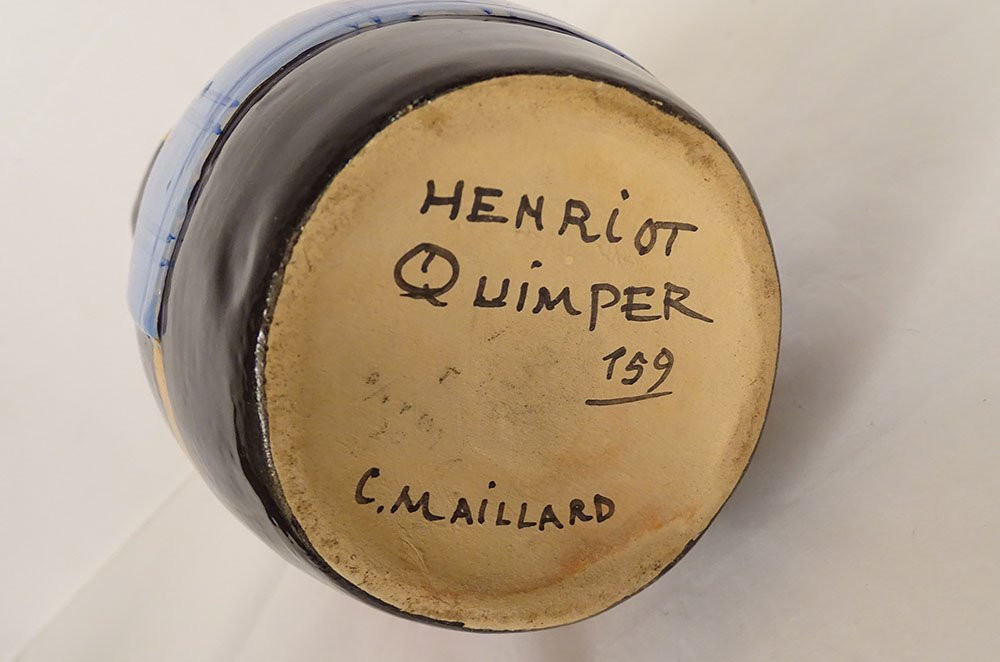 HENRiOT
QUiMPER
159
C. MAiLLARD